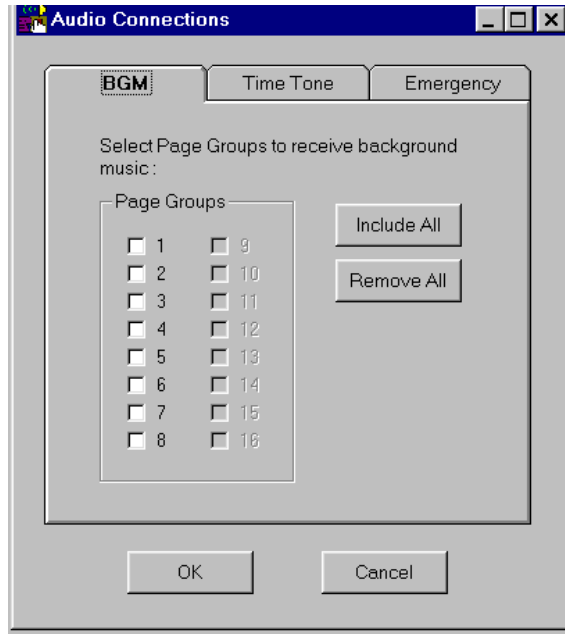 Audio Connections
BGM Time Tone Emergency
Select Page Groups to receive background
music :
Page Groups
Include All
1 9
2 10
Remove All
3 11
4 12
5 13
6 14
7 15
8 16
OK Cancel